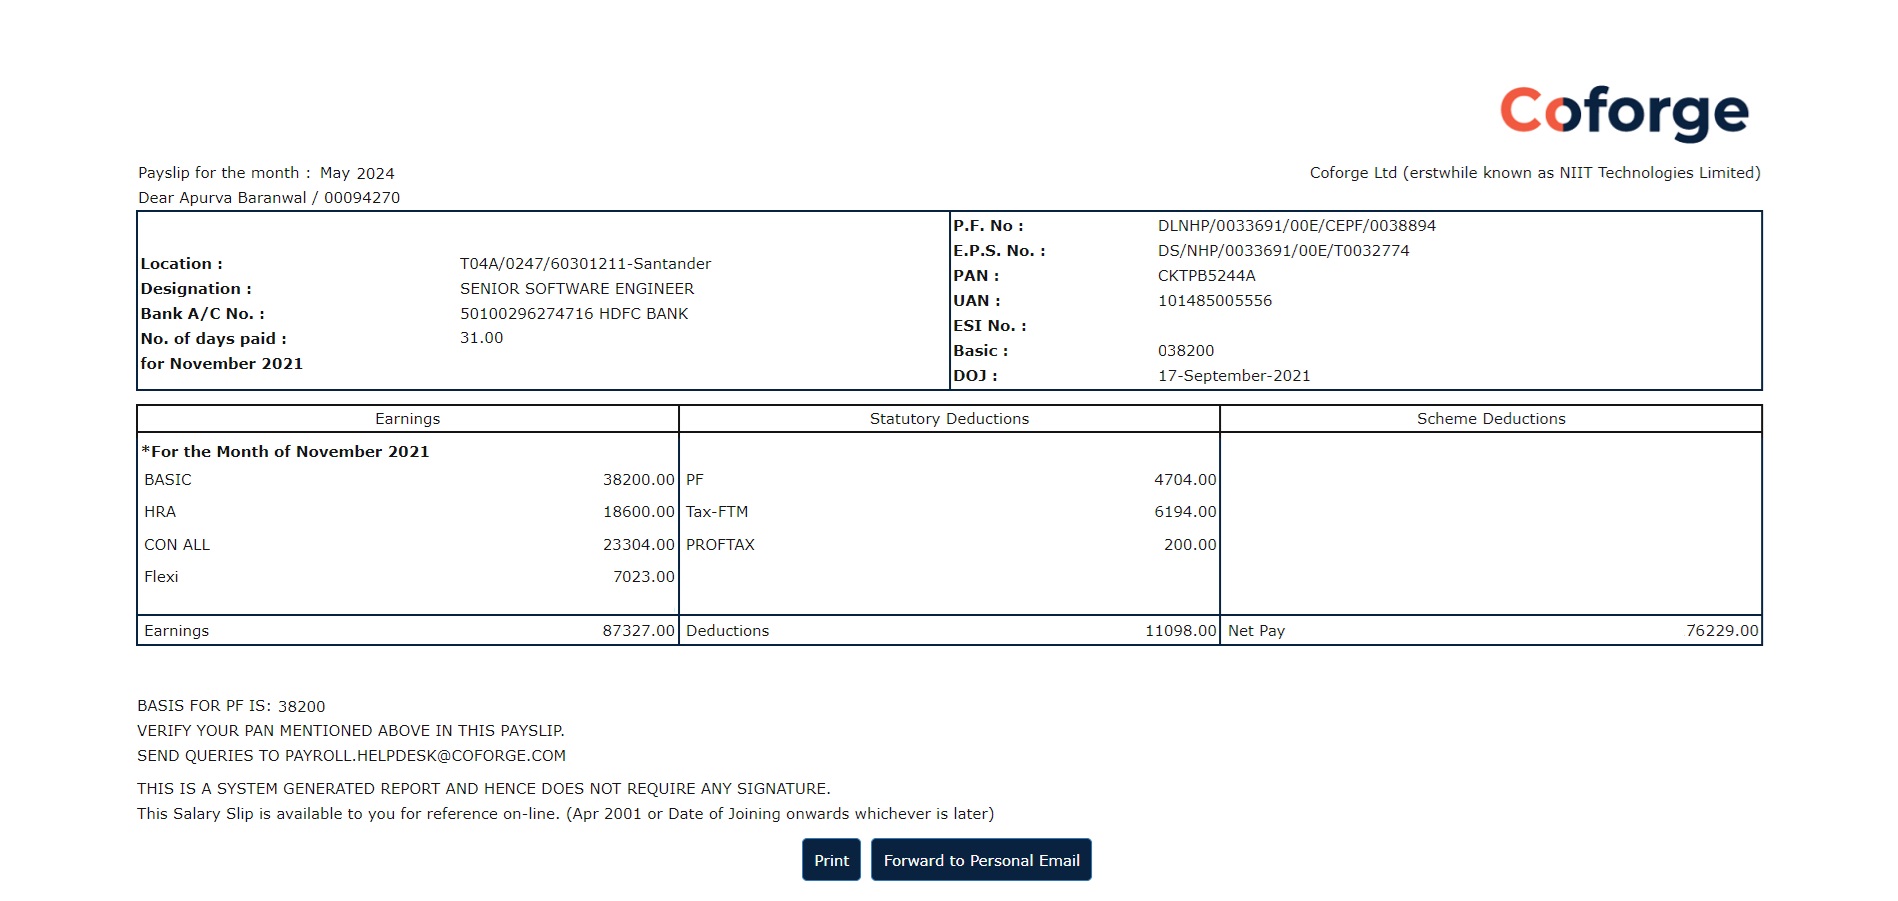 Coforge
Payslip for the month : May 2024
Coforge Ltd (erstwhile known as NIIT Technologies Limited)
Dear Apurva Baranwal / 00094270
Location : T04A/0247/60301211-Santander
Designation : SENIOR SOFTWARE ENGINEER
Bank A/C No. : 50100296274716 HDFC BANK
No. of days paid : 31.00
for November 2021
P.F. No : DLNHP/0033691/00E/CEPF/0038894
E.P.S. No. : DS/NHP/0033691/00E/T0032774
PAN : CKTPB5244A
UAN : 101485005556
ESI No. :
Basic : 038200
DOJ : 17-September-2021
Earnings Statutory Deductions Scheme Deductions
*For the Month of November 2021
BASIC 38200.00 PF 4704.00
HRA 18600.00 Tax-FTM 6194.00
CON ALL 23304.00 PROFTAX 200.00
Flexi 7023.00
Earnings 87327.00 Deductions 11098.00 Net Pay 76229.00
BASIS FOR PF IS: 38200
VERIFY YOUR PAN MENTIONED ABOVE IN THIS PAYSLIP.
SEND QUERIES TO PAYROLL.HELPDESK@COFORGE.COM
THIS IS A SYSTEM GENERATED REPORT AND HENCE DOES NOT REQUIRE ANY SIGNATURE.
This Salary Slip is available to you for reference on-line. (Apr 2001 or Date of Joining onwards whichever is later)
Print Forward to Personal Email